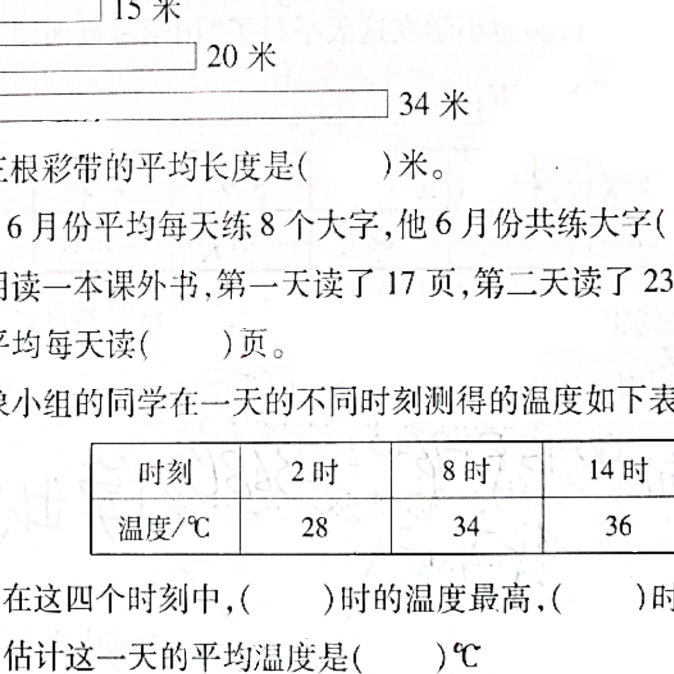 15 米
20 米
34 米
根彩带的平均长度是( )米。
6 月份平均每天练 8 个大字,他 6 月份共练大字(
读一本课外书,第一天读了 17 页,第二天读了 23
平均每天读( )页。
象小组的同学在一天的不同时刻测得的温度如下表
时刻 2 时 8 时 14 时
温度/℃ 28 34 36
在这四个时刻中,( )时的温度最高,( )时
估计这一天的平均温度是( )℃